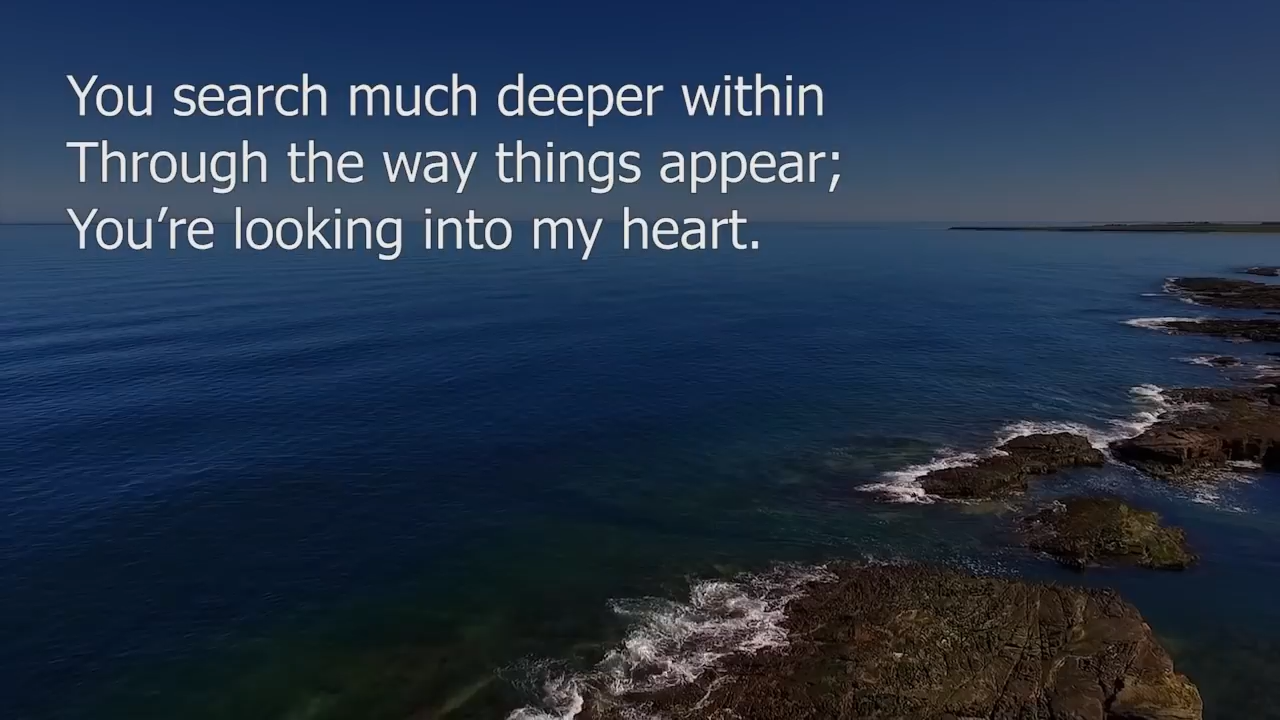 You search much deeper within
Through the way things appear;
You’re looking into my heart.